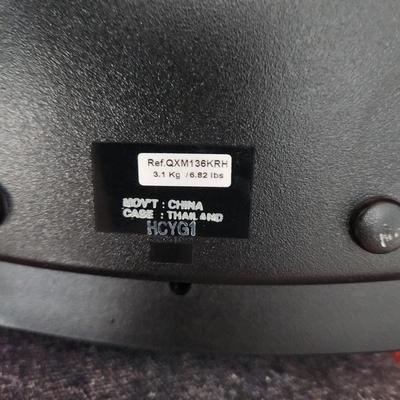 Ref.QXM136KRH
3.1 Kg / 6.82 lbs
MOV'T : CHINA
CASE : THAILAND
HCYG1